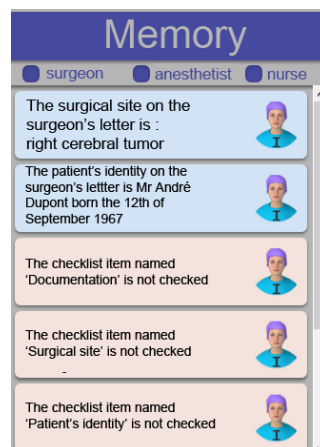 Memory
surgeon anesthetist nurse
The surgical site on the
surgeon's letter is :
right cerebral tumor
The patient's identity on the
surgeon's lettter is Mr André
Dupont born the 12th of
September 1967
The checklist item named
‘Documentation’ is not checked
The checklist item named
‘Surgical site’ is not checked
The checklist item named
‘Patient’s identity’ is not checked